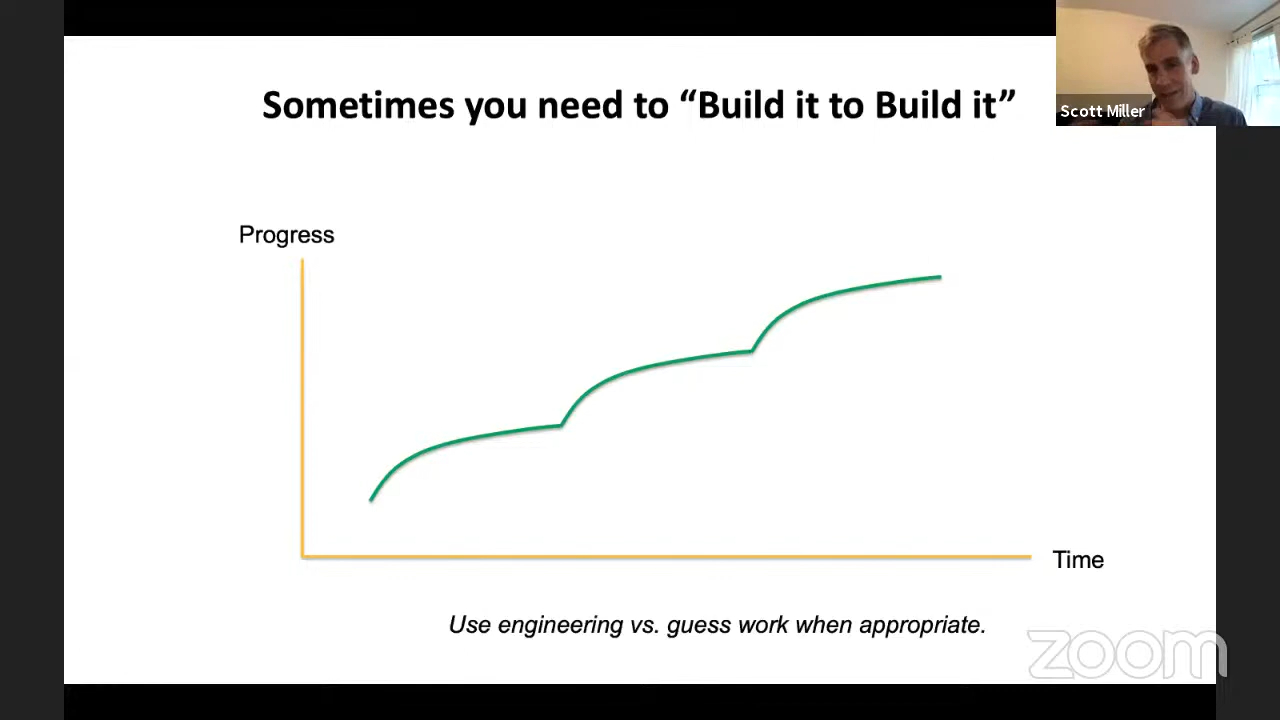 Sometimes you need to “Build it to Build it”
Scott Miller
Progress
Time
Use engineering vs. guess work when appropriate.
zoom